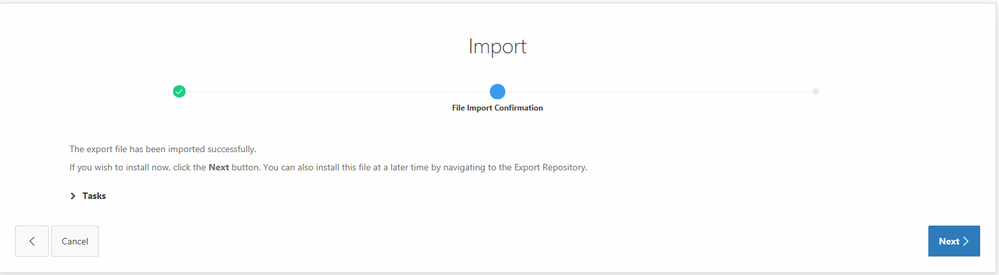 Import
File Import Confirmation
The export file has been imported successfully.
If you wish to install now, click the Next button. You can also install this file at a later time by navigating to the Export Repository.
Tasks
Cancel
Next